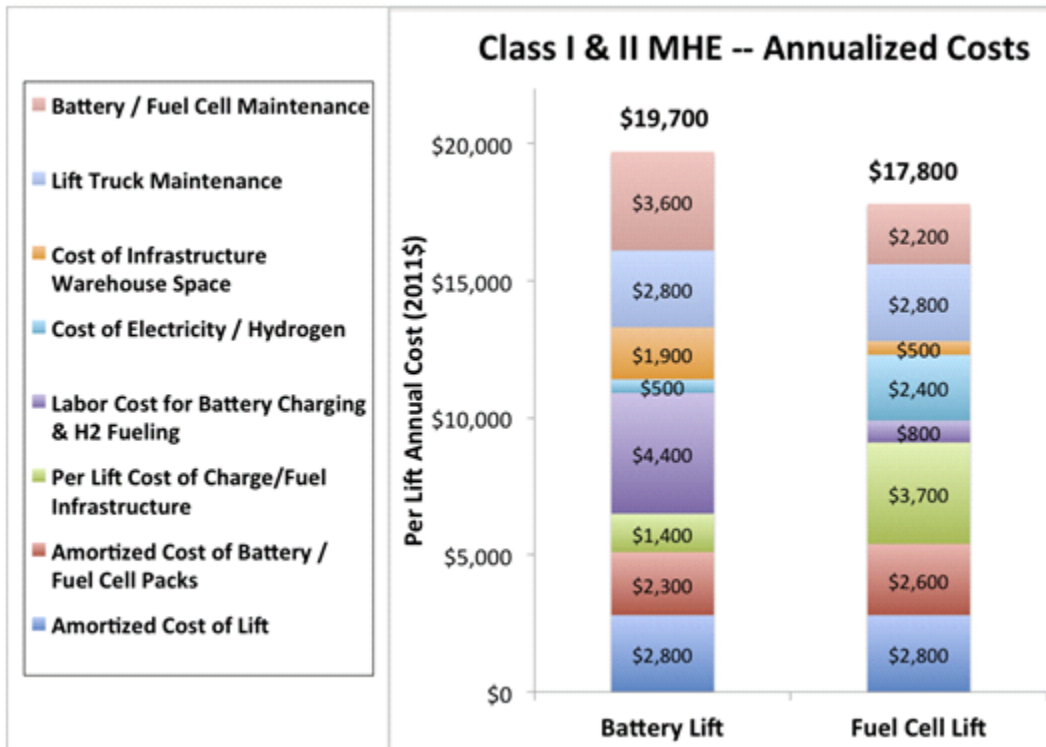 Class I & II MHE -- Annualized Costs
Battery / Fuel Cell Maintenance
Lift Truck Maintenance
Cost of Infrastructure
Warehouse Space
Cost of Electricity / Hydrogen
Labor Cost for Battery Charging
& H2 Fueling
Per Lift Cost of Charge/Fuel
Infrastructure
Amortized Cost of Battery /
Fuel Cell Packs
Amortized Cost of Lift
Per Lift Annual Cost (2011$)
$20,000
$15,000
$10,000
$5,000
$0
$19,700
$3,600
$2,800
$1,900
$500
$4,400
$1,400
$2,300
$2,800
Battery Lift
$17,800
$2,200
$2,800
$500
$2,400
$800
$3,700
$2,600
$2,800
Fuel Cell Lift